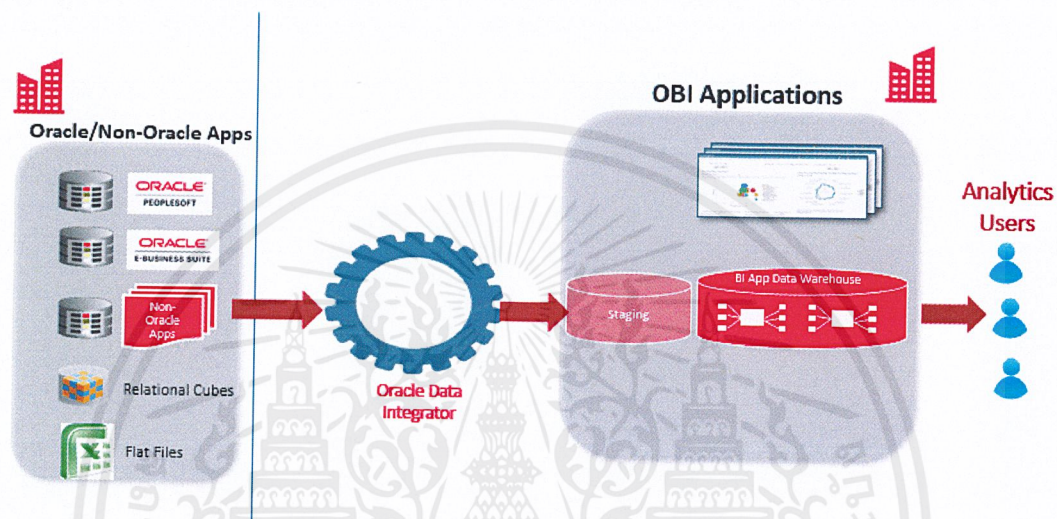 OBI Applications
Oracle/Non-Oracle Apps
ORACLE
PEOPLESOFT
ORACLE
E-BUSINESS SUITE
Non-
Oracle
Apps
Relational Cubes
Flat Files
Oracle Data
Integrator
Staging
BI App Data Warehouse
Analytics
Users